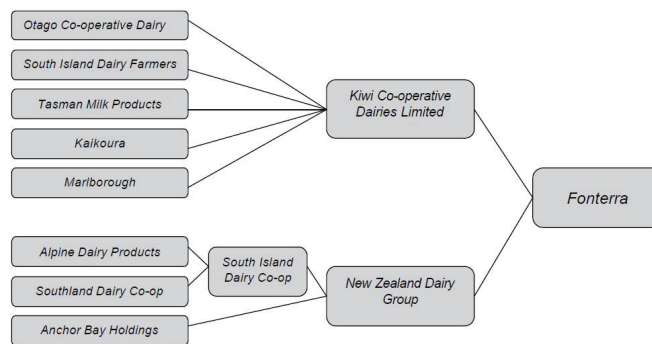 Otago Co-operative Dairy
South Island Dairy Farmers
Tasman Milk Products
Kaikoura
Marlborough
Kiwi Co-operative
Dairies Limited
Fonterra
Alpine Dairy Products
Southland Dairy Co-op
Anchor Bay Holdings
South Island
Dairy Co-op
New Zealand Dairy
Group